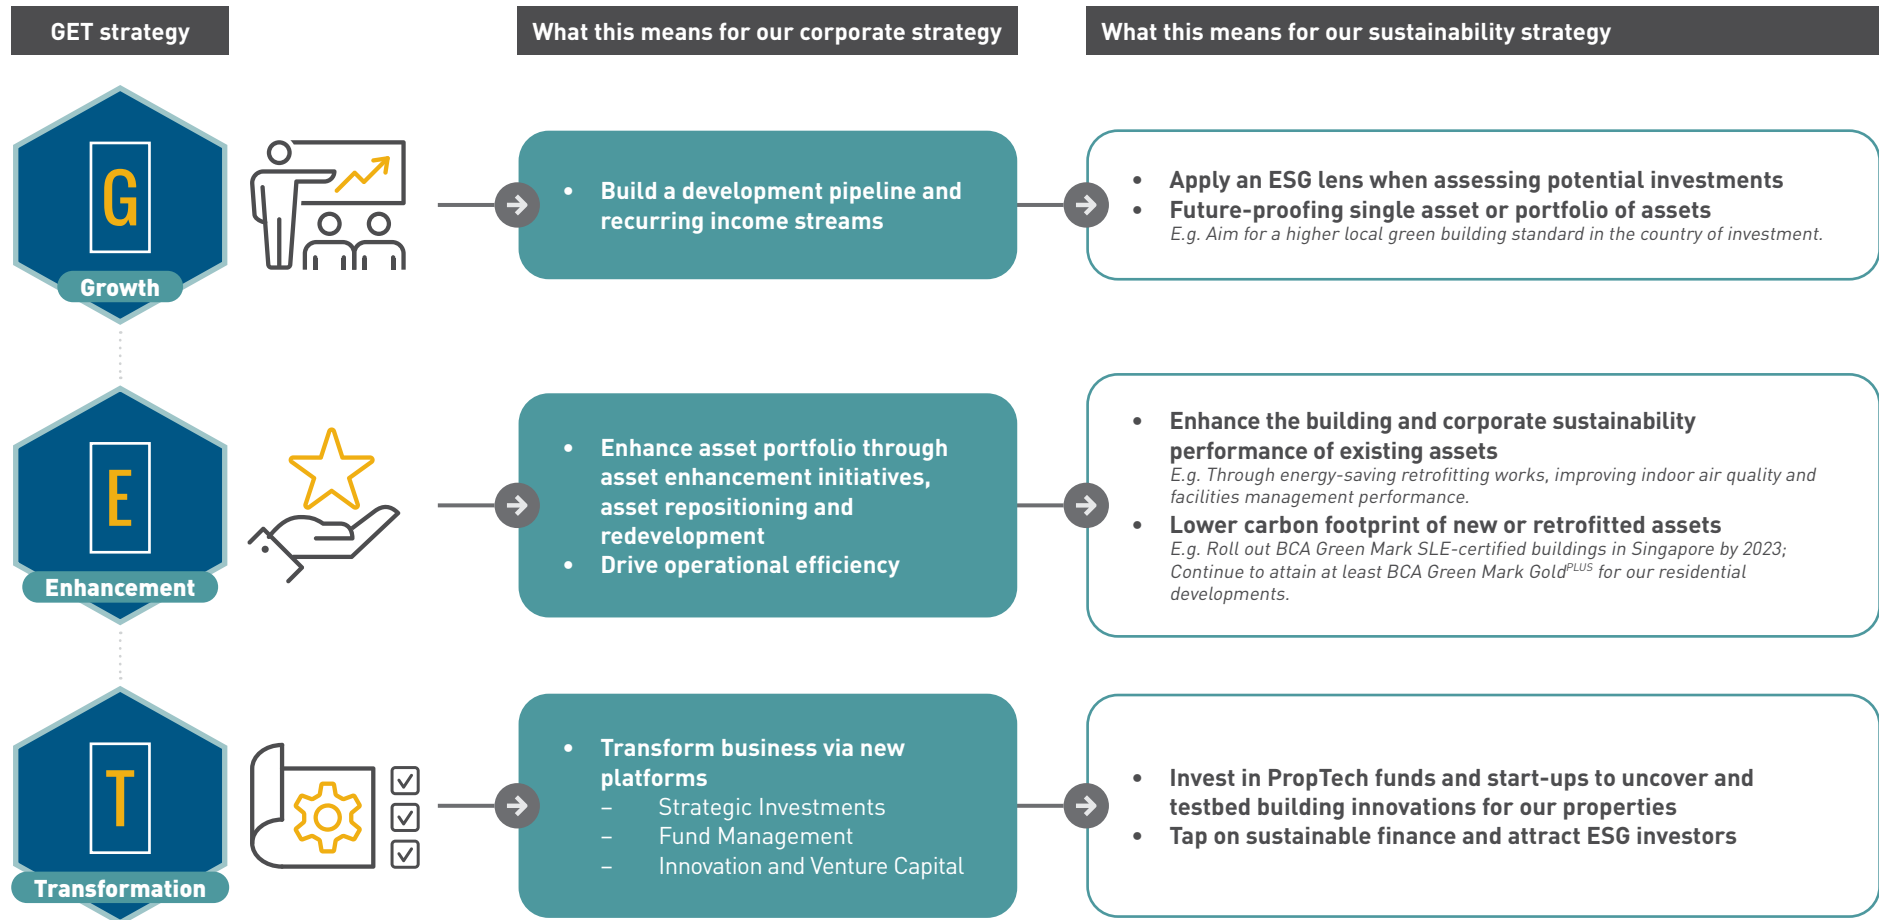 GET strategy
What this means for our corporate strategy
What this means for our sustainability strategy
G
Growth
• Build a development pipeline and
recurring income streams
• Apply an ESG lens when assessing potential investments
• Future-proofing single asset or portfolio of assets
E.g. Aim for a higher local green building standard in the country of investment.
E
Enhancement
• Enhance asset portfolio through
asset enhancement initiatives,
asset repositioning and
redevelopment
• Drive operational efficiency
• Enhance the building and corporate sustainability
performance of existing assets
E.g. Through energy-saving retrofitting works, improving indoor air quality and
facilities management performance.
• Lower carbon footprint of new or retrofitted assets
E.g. Roll out BCA Green Mark SLE-certified buildings in Singapore by 2023;
Continue to attain at least BCA Green Mark GoldPLUS for our residential
developments.
T
Transformation
• Transform business via new
platforms
– Strategic Investments
– Fund Management
– Innovation and Venture Capital
• Invest in PropTech funds and start-ups to uncover and
testbed building innovations for our properties
• Tap on sustainable finance and attract ESG investors